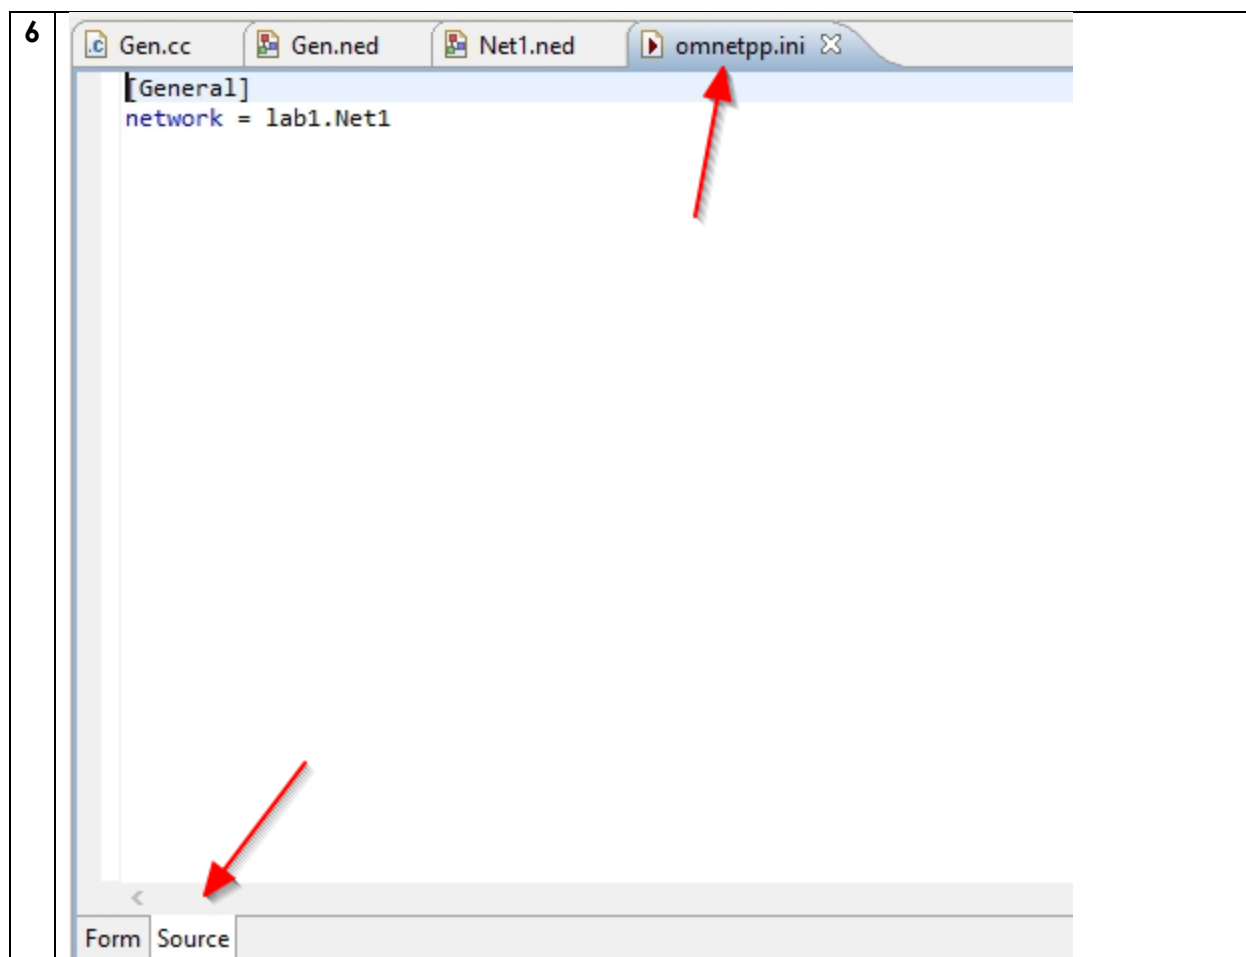 6
Gen.cc Gen.ned Net1.ned omnetpp.ini
[General]
network = lab1.Net1
Form Source